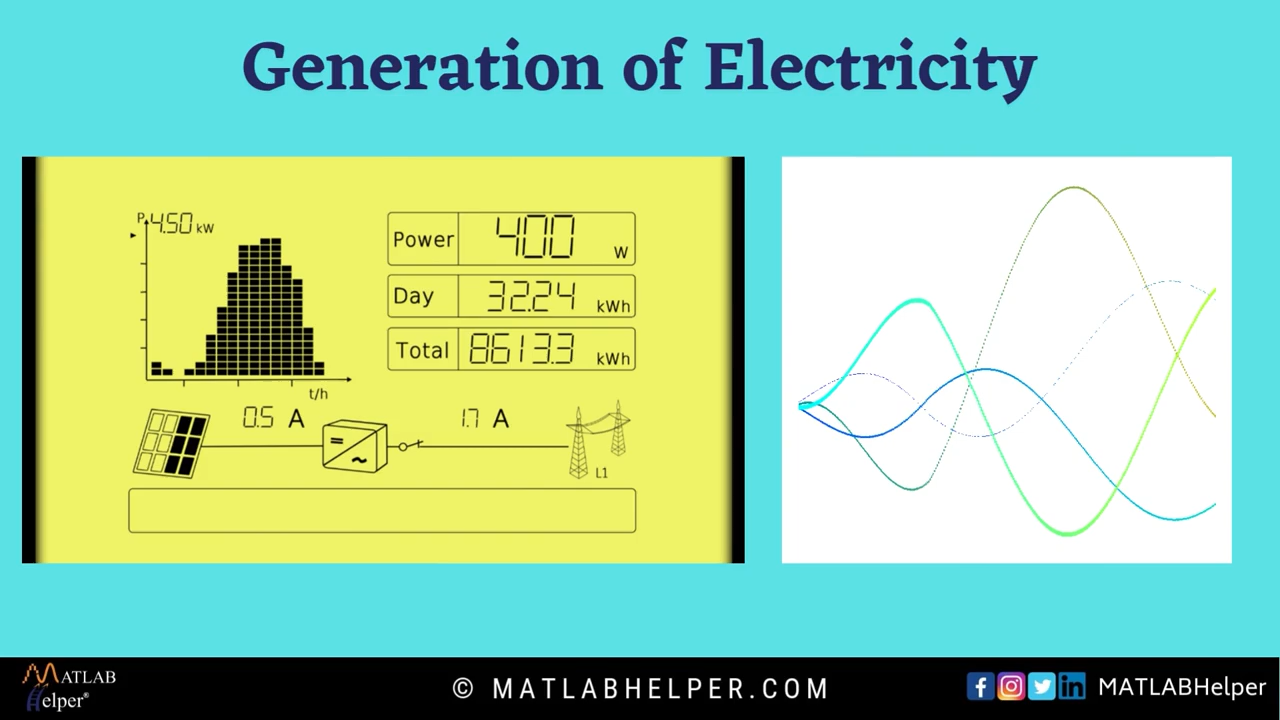 Generation of Electricity
P 4.50 kW
Power 400 W
Day 32.24 kWh
Total 8613.3 kWh
t/h
0.5 A
1.7 A
L1
MATLAB
Helper®
© MATLABHELPER.COM
MATLABHelper